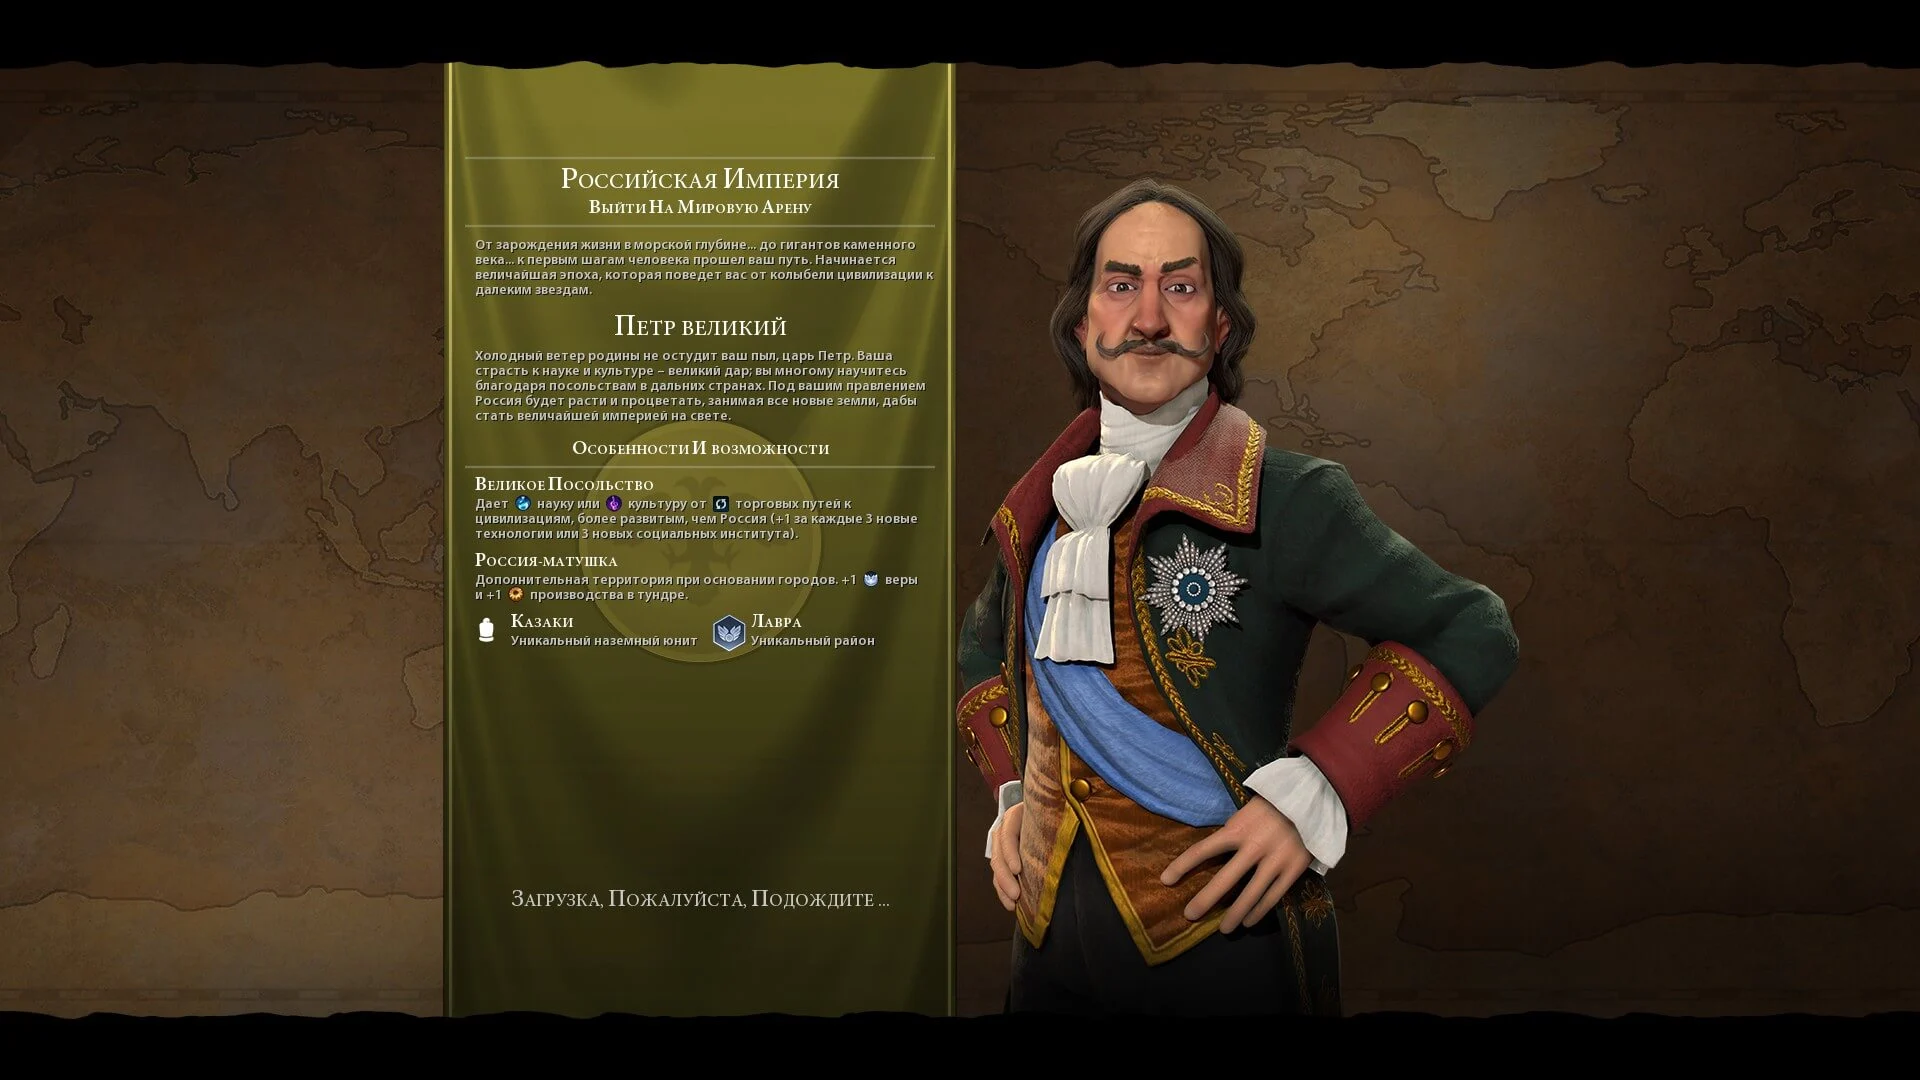 Российская Империя
Выйти На Мировую Арену
От зарождения жизни в морской глубине... до гигантов каменного
века... к первым шагам человека прошел ваш путь. Начинается
величайшая эпоха, которая поведет вас от колыбели цивилизации к
далеким звездам.
Петр великий
Холодный ветер родины не остудит ваш пыл, царь Петр. Ваша
страсть к науке и культуре – великий дар; вы многому научитесь
благодаря посольствам в дальних странах. Под вашим правлением
Россия будет расти и процветать, занимая все новые земли, дабы
стать величайшей империей на свете.
Особенности И возможности
Великое Посольство
Дает науку или культуру от торговых путей к
цивилизациям, более развитым, чем Россия (+1 за каждые 3 новые
технологии или 3 новых социальных института).
Россия-матушка
Дополнительная территория при основании городов. +1 веры
и +1 производства в тундре.
Казаки
Уникальный наземный юнит
Лавра
Уникальный район
Загрузка, Пожалуйста, Подождите ...